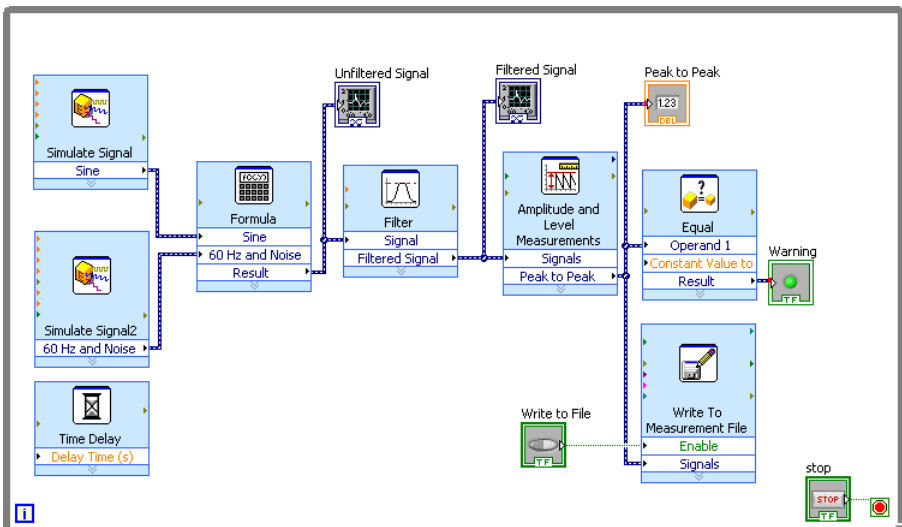 Unfiltered Signal
Filtered Signal
Peak to Peak
1.23
DBL
Simulate Signal
Sine
f(x,y)
Formula
Sine
60 Hz and Noise
Result
Filter
Signal
Filtered Signal
Amplitude and
Level
Measurements
Signals
Peak to Peak
?
Equal
Operand 1
Constant Value to
Result
Warning
TF
Simulate Signal2
60 Hz and Noise
Time Delay
Delay Time (s)
Write to File
TF
Write To
Measurement File
Enable
Signals
stop
STOP
TF
i